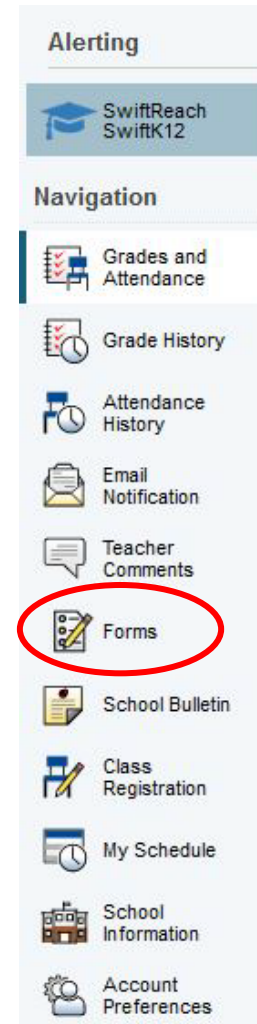 Alerting
SwiftReach
SwiftK12
Navigation
Grades and
Attendance
Grade History
Attendance
History
Email
Notification
Teacher
Comments
Forms
School Bulletin
Class
Registration
My Schedule
School
Information
Account
Preferences